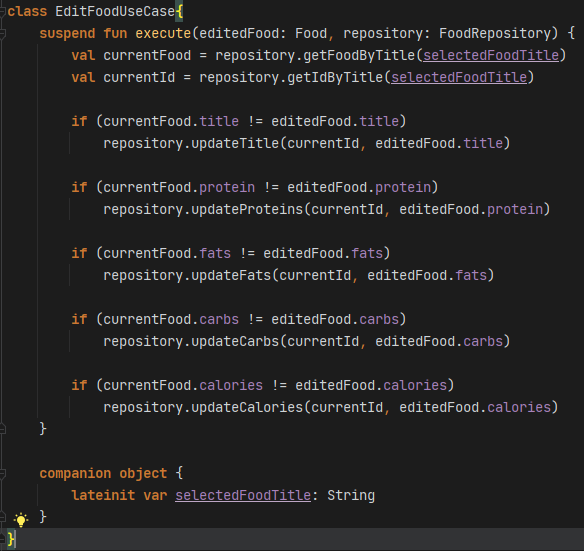 class EditFoodUseCase{
    suspend fun execute(editedFood: Food, repository: FoodRepository) {
        val currentFood = repository.getFoodByTitle(selectedFoodTitle)
        val currentId = repository.getIdByTitle(selectedFoodTitle)

        if (currentFood.title != editedFood.title)
            repository.updateTitle(currentId, editedFood.title)

        if (currentFood.protein != editedFood.protein)
            repository.updateProteins(currentId, editedFood.protein)

        if (currentFood.fats != editedFood.fats)
            repository.updateFats(currentId, editedFood.fats)

        if (currentFood.carbs != editedFood.carbs)
            repository.updateCarbs(currentId, editedFood.carbs)

        if (currentFood.calories != editedFood.calories)
            repository.updateCalories(currentId, editedFood.calories)
    }

    companion object {
        lateinit var selectedFoodTitle: String
    }
}